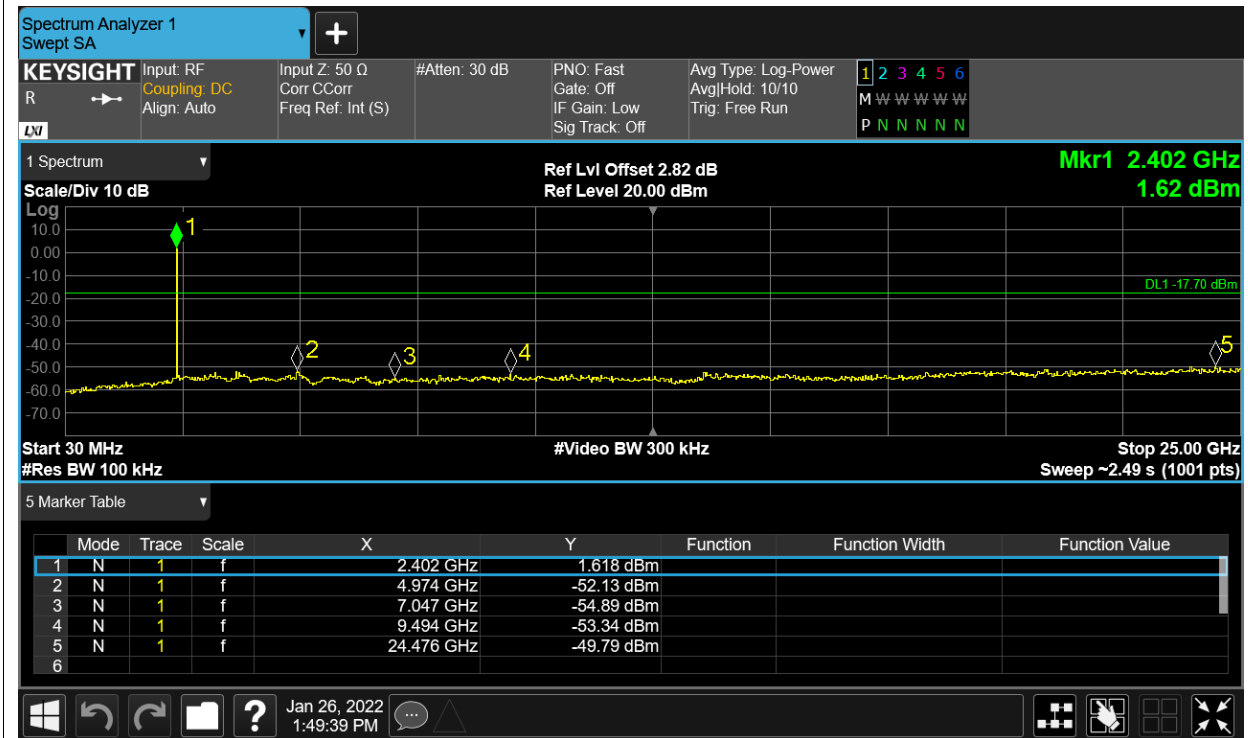 Spectrum Analyzer 1
Swept SA
▼
+
KEYSIGHT Input: RF Input Z: 50 Ω #Atten: 30 dB PNO: Fast Avg Type: Log-Power 1 2 3 4 5 6
R Coupling: DC Corr CCorr Gate: Off Avg|Hold: 10/10 M W W W W W
Align: Auto Freq Ref: Int (S) IF Gain: Low Trig: Free Run
LXI Sig Track: Off P N N N N N
1 Spectrum ▼ Ref Lvl Offset 2.82 dB Mkr1 2.402 GHz
Scale/Div 10 dB Ref Level 20.00 dBm 1.62 dBm
Log
10.0 1
0.00
-10.0 DL1 -17.70 dBm
-20.0
-30.0
-40.0 2 3 4 5
-50.0
-60.0
-70.0
Start 30 MHz #Video BW 300 kHz Stop 25.00 GHz
#Res BW 100 kHz Sweep ~2.49 s (1001 pts)
5 Marker Table ▼
Mode Trace Scale X Y Function Function Width Function Value
1 N 1 f 2.402 GHz 1.618 dBm
2 N 1 f 4.974 GHz -52.13 dBm
3 N 1 f 7.047 GHz -54.89 dBm
4 N 1 f 9.494 GHz -53.34 dBm
5 N 1 f 24.476 GHz -49.79 dBm
6
? Jan 26, 2022
1:49:39 PM